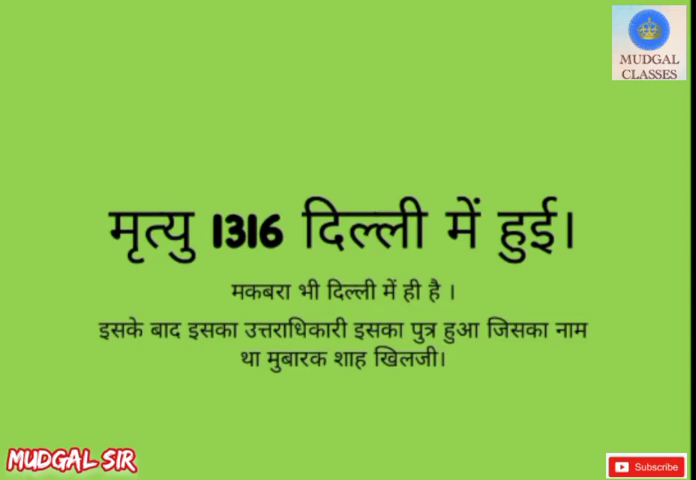 MUDGAL
CLASSES
मृत्यु 1316 दिल्ली में हुई।
मकबरा भी दिल्ली में ही है ।
इसके बाद इसका उत्तराधिकारी इसका पुत्र हुआ जिसका नाम
था मुबारक शाह खिलजी।
MUDGAL SIR
Subscribe